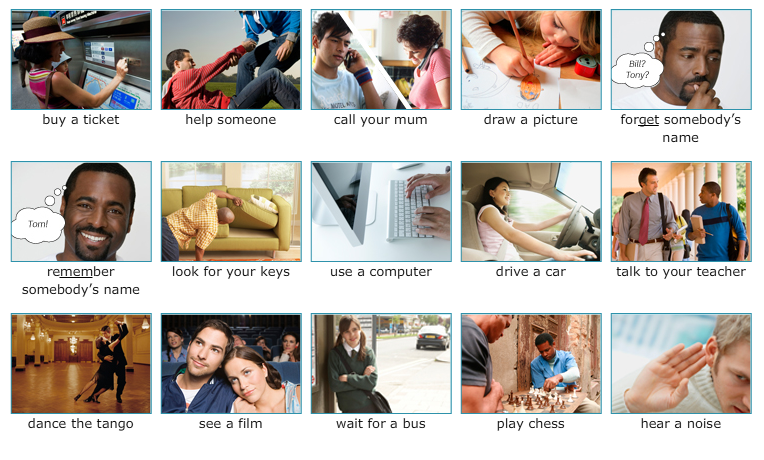 Bill?
Tony?
buy a ticket
help someone
call your mum
draw a picture
forget somebody's
name
Tom!
remember
somebody's name
look for your keys
use a computer
drive a car
talk to your teacher
dance the tango
see a film
wait for a bus
play chess
hear a noise